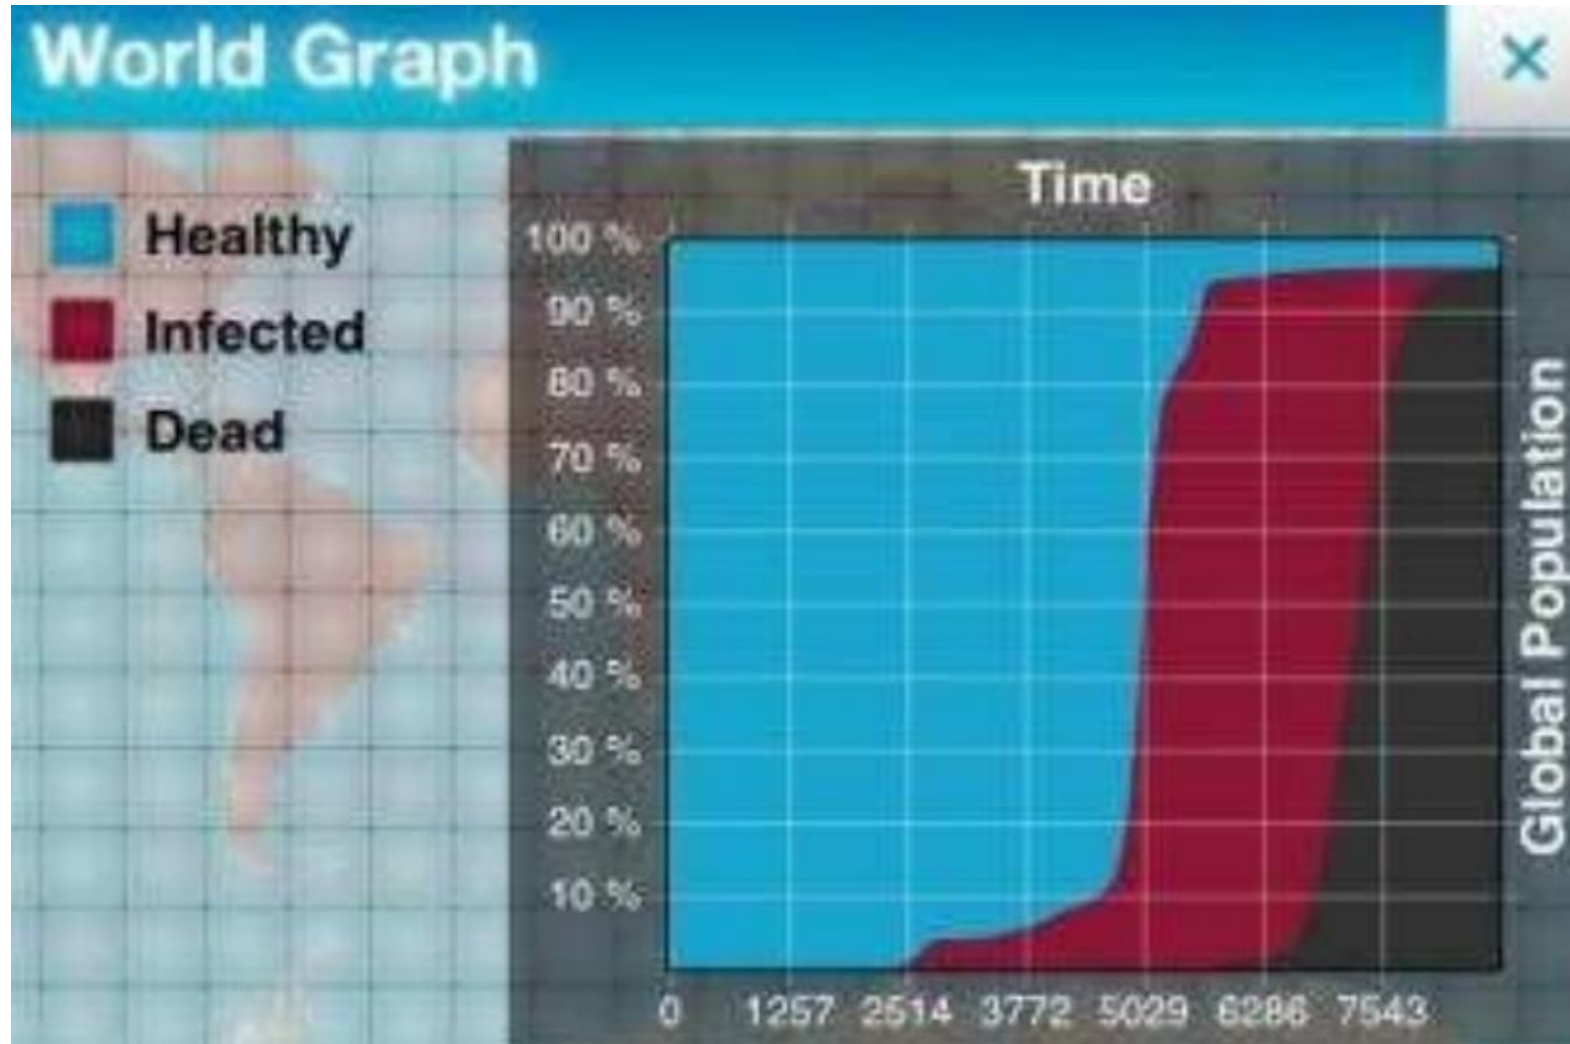 World Graph
×
Healthy
Infected
Dead
Time
100 %
90 %
80 %
70 %
60 %
50 %
40 %
30 %
20 %
10 %
0 1257 2514 3772 5029 6286 7543
Global Population